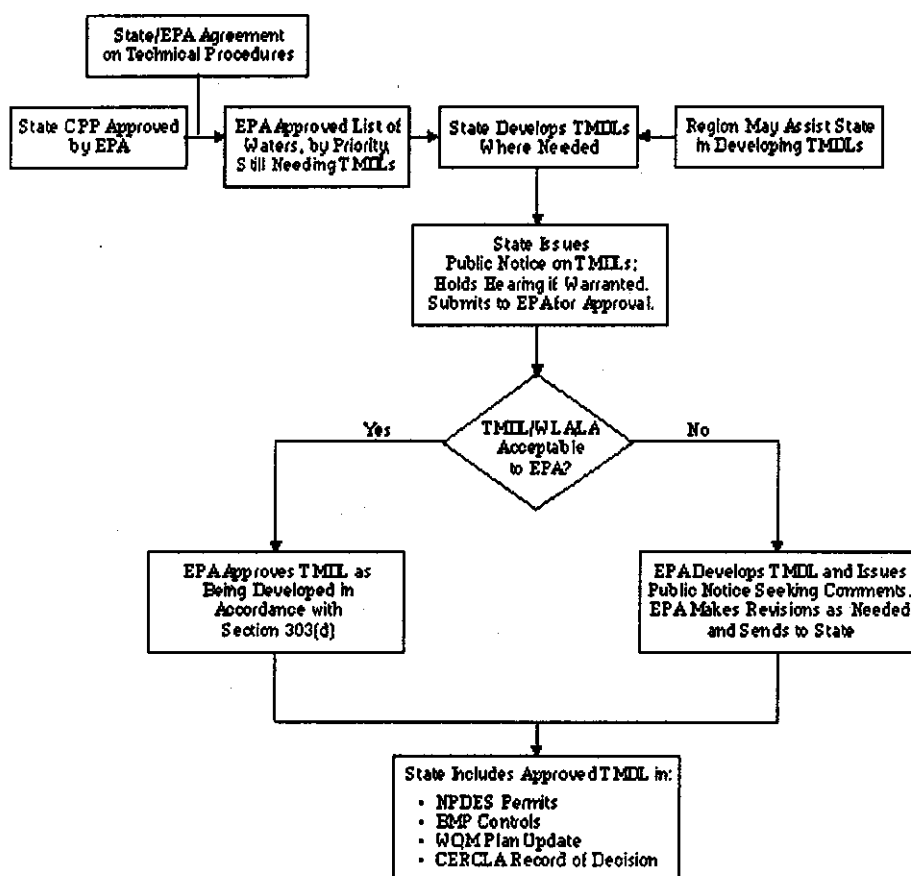 State/EPA Agreement
on Technical Procedures
State CPP Approved
by EPA
EPA Approved List of
Waters, by Priority,
Still Needing TMDLs
State Develops TMDLs
Where Needed
Region May Assist State
in Developing TMDLs
State Issues
Public Notice on TMDLs;
Holds Hearing if Warranted.
Submits to EPA for Approval.
TMDL/WLA/LA
Acceptable
to EPA?
Yes
No
EPA Approves TMDL as
Being Developed in
Accordance with
Section 303(d)
EPA Develops TMDL and Issues
Public Notice Seeking Comments.
EPA Makes Revisions as Needed
and Sends to State
State Includes Approved TMDL in:
• NPDES Permits
• BMP Controls
• WQM Plan Update
• CERCLA Record of Decision